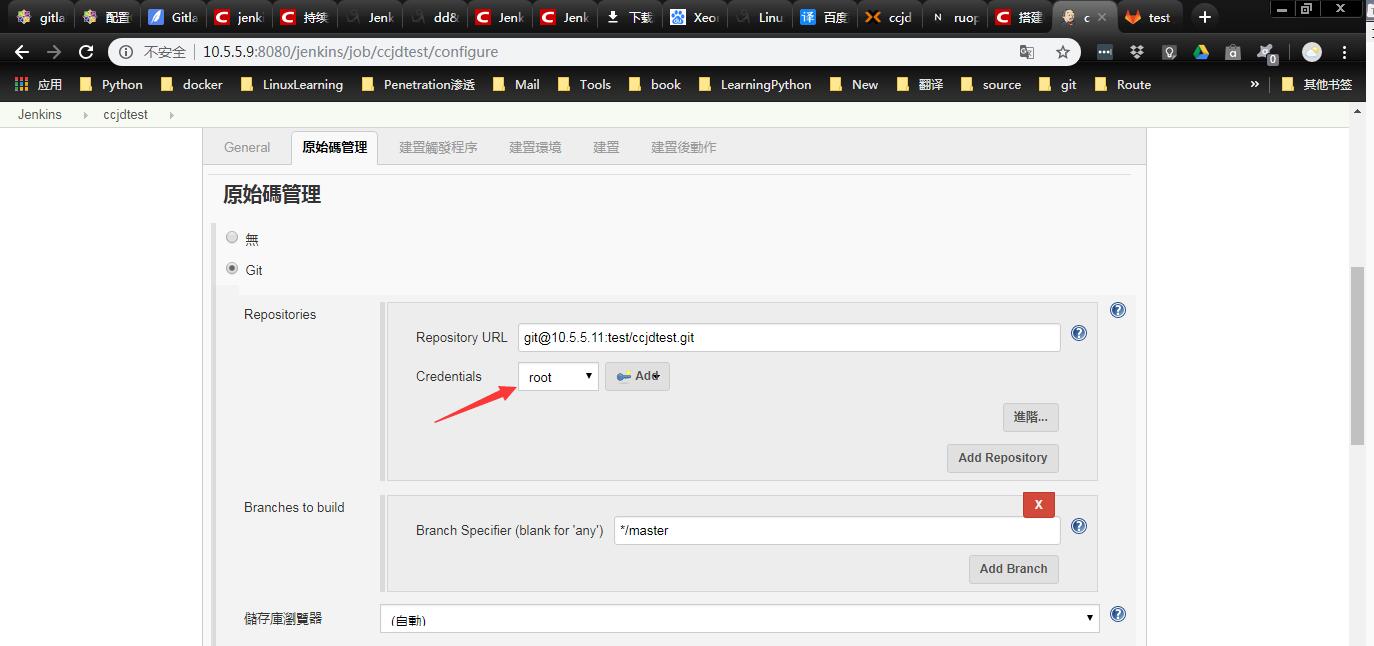 gitla 配置 Gitla jenki 持续 Jenk dd& Jenk Jenk 下载 Xeo Linu 百度 ccjd ruop 搭建 c test
不安全 10.5.5.9:8080/jenkins/job/ccjdtest/configure
应用 Python docker LinuxLearning Penetration渗透 Mail Tools book LearningPython New 翻译 source git Route » 其他书签
Jenkins ccjdtest
General 原始碼管理 建置觸發程序 建置環境 建置 建置後動作
原始碼管理
無
Git
Repositories
Repository URL git@10.5.5.11:test/ccjdtest.git
Credentials root Add
進階...
Add Repository
Branches to build
X
Branch Specifier (blank for 'any') */master
Add Branch
儲存庫瀏覽器 (自動)